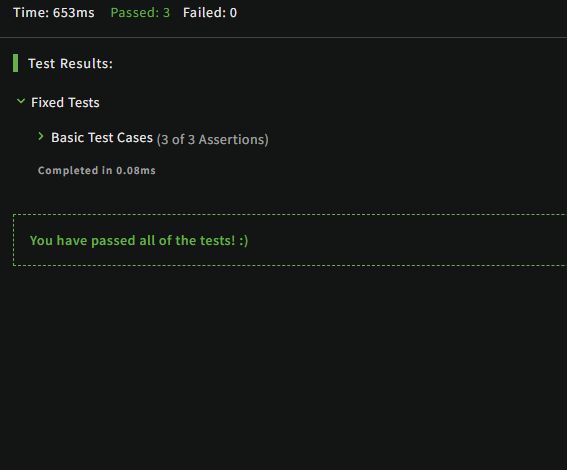 Time: 653ms Passed: 3 Failed: 0
Test Results:
Fixed Tests
Basic Test Cases (3 of 3 Assertions)
Completed in 0.08ms
You have passed all of the tests! :)